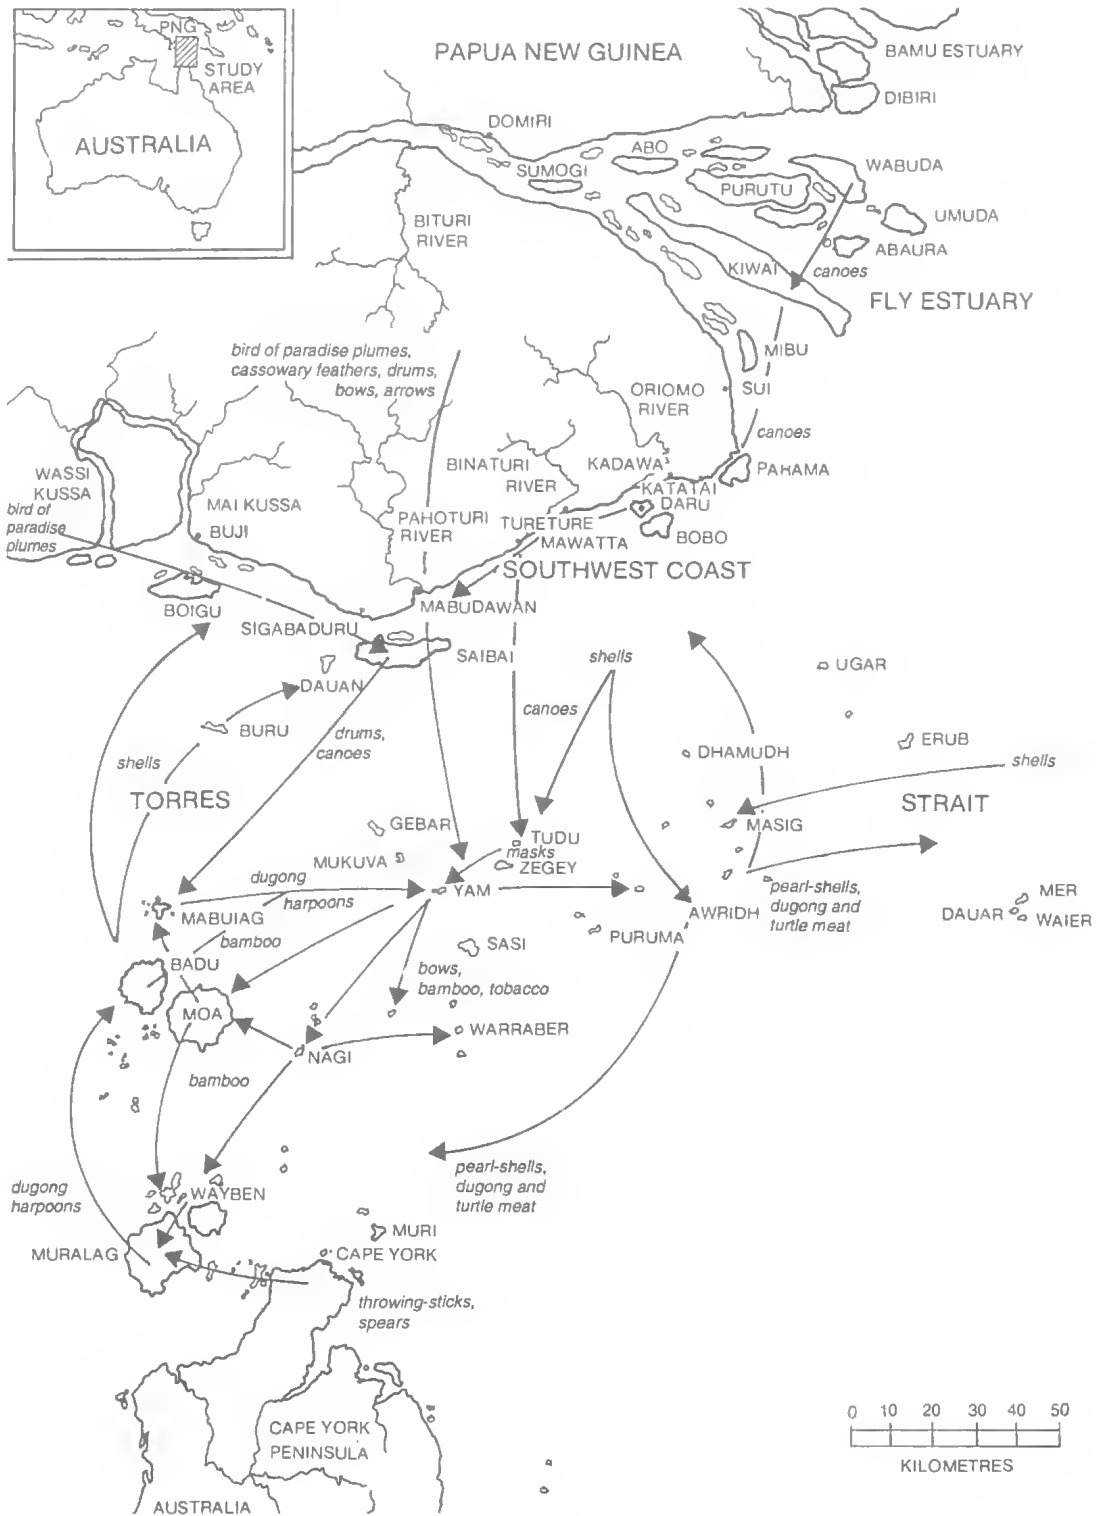 PNG
STUDY
AREA
AUSTRALIA
PAPUA NEW GUINEA
BAMU ESTUARY
DIBIRI
DOMIRI
ABO
SUMOGI
WABUDA
PURUTU
UMUDA
BITURI
RIVER
ABAURA
KIWAI
canoes
FLY ESTUARY
bird of paradise plumes,
cassowary feathers, drums,
bows, arrows
MIBU
ORIOMO
RIVER
SUI
canoes
WASSI
KUSSA
BINATURI
RIVER
KADAWA
PARAMA
MAI KUSSA
KATATAI
DARU
bird of
paradise
plumes
PAHOTURI
RIVER
TURETURE
BUJI
MAWATTA
BOBO
SOUTHWEST COAST
BOIGU
MABUDAWAN
SIGABADURU
SAIBAI
shells
UGAR
DAUAN
canoes
BURU
drums,
canoes
ERUB
DHAMUDH
shells
shells
TORRES
STRAIT
GEBAR
MASIG
TUDU
masks
MUKUVA
ZEGEY
dugong
harpoons
YAM
pearl-shells,
dugong and
turtle meat
MER
MABUIAG
AWRIDH
DAUAR
WAIER
bamboo
PURUMA
SASI
BADU
bows,
bamboo, tobacco
MOA
WARRABER
NAGI
bamboo
pearl-shells,
dugong and
turtle meat
dugong
harpoons
WAYBEN
MURI
MURALAG
CAPE YORK
throwing-sticks,
spears
0 10 20 30 40 50
KILOMETRES
CAPE YORK
PENINSULA
AUSTRALIA